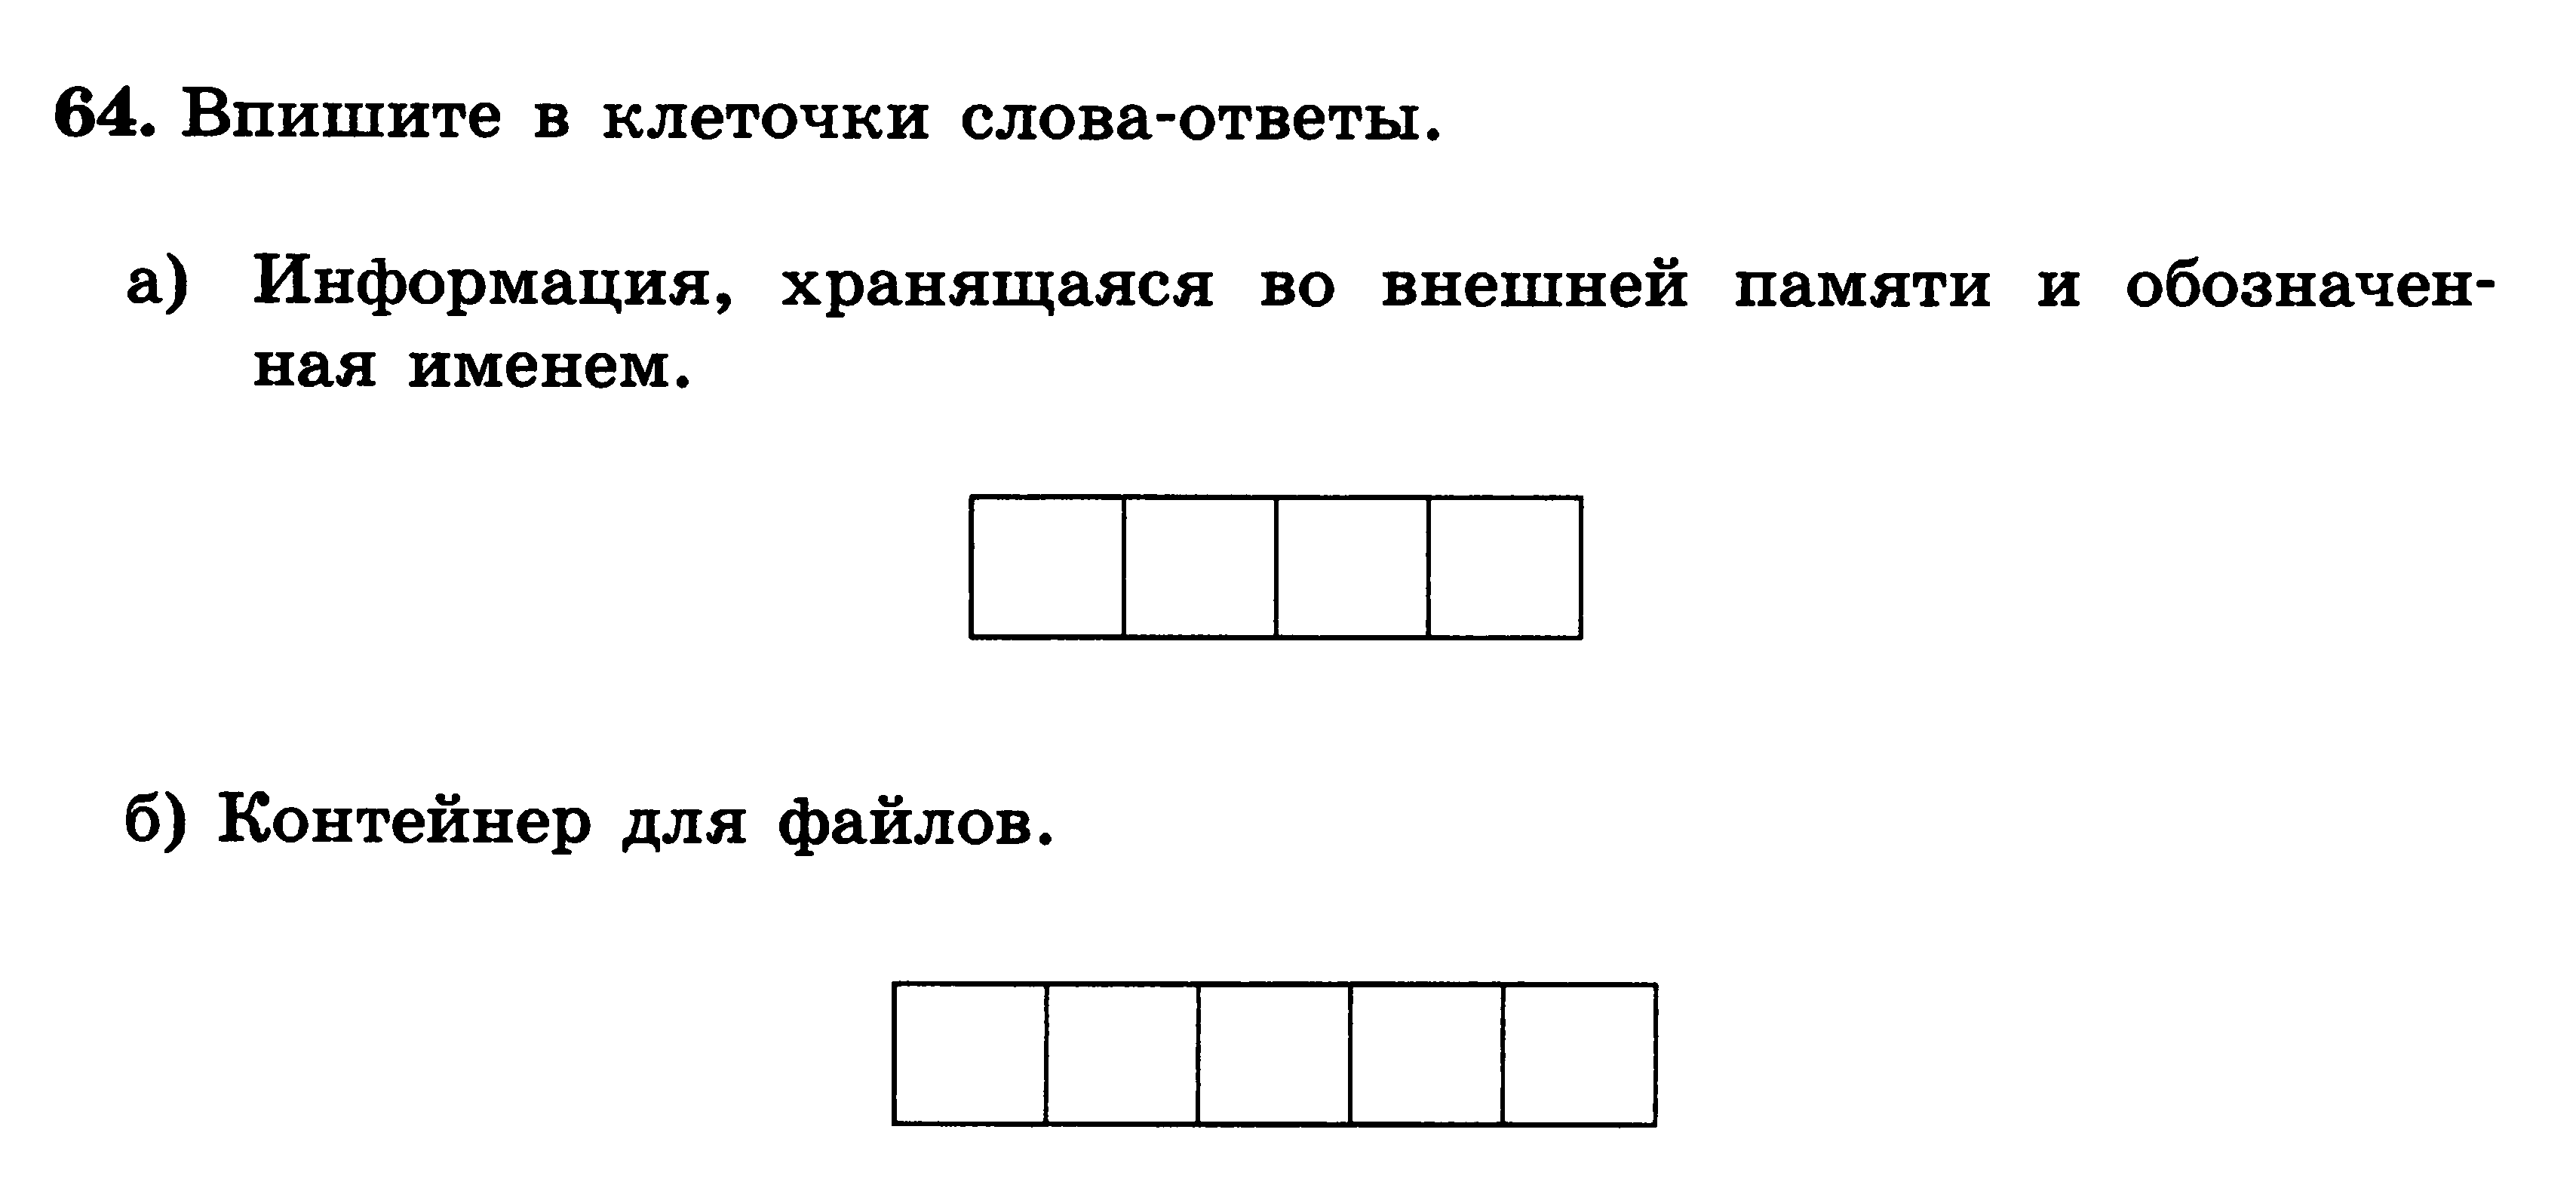 64. Впишите в клеточки слова-ответы.
а) Информация, хранящаяся во внешней памяти и обозначен-
ная именем.
б) Контейнер для файлов.